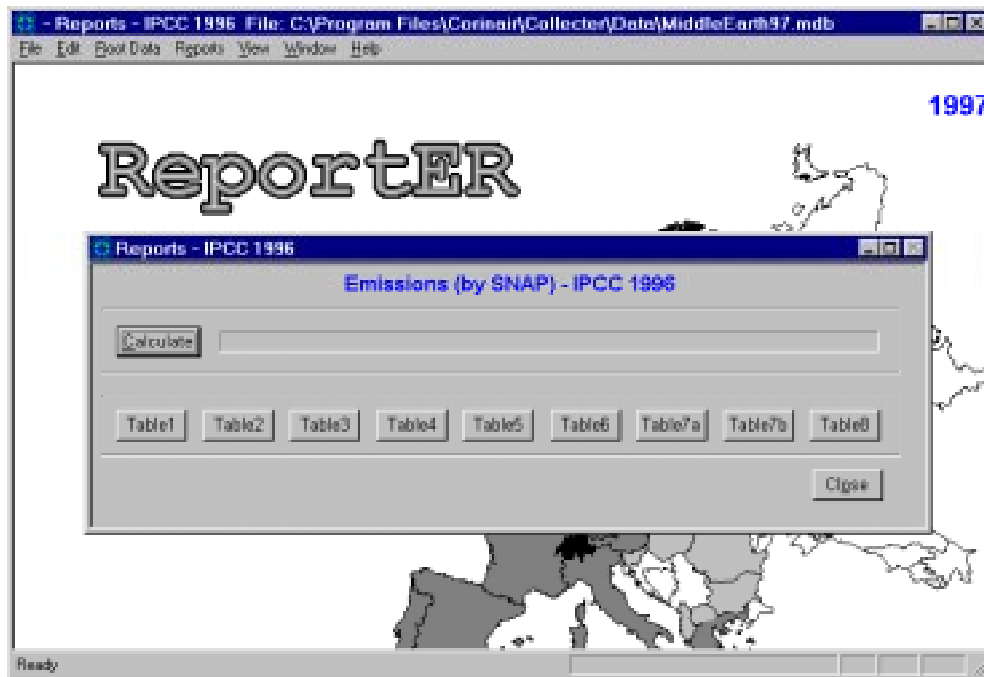 - Reports - IPCC 1996 File: C:\Program Files\Corinair\Collecter\Data\MiddleEarth97.mdb
File Edit Boot Data Reports View Window Help
1997
ReportER
Reports - IPCC 1996
Emissions (by SNAP) - IPCC 1996
Calculate
Table1 Table2 Table3 Table4 Table5 Table6 Table7a Table7b Table8
Close
Ready